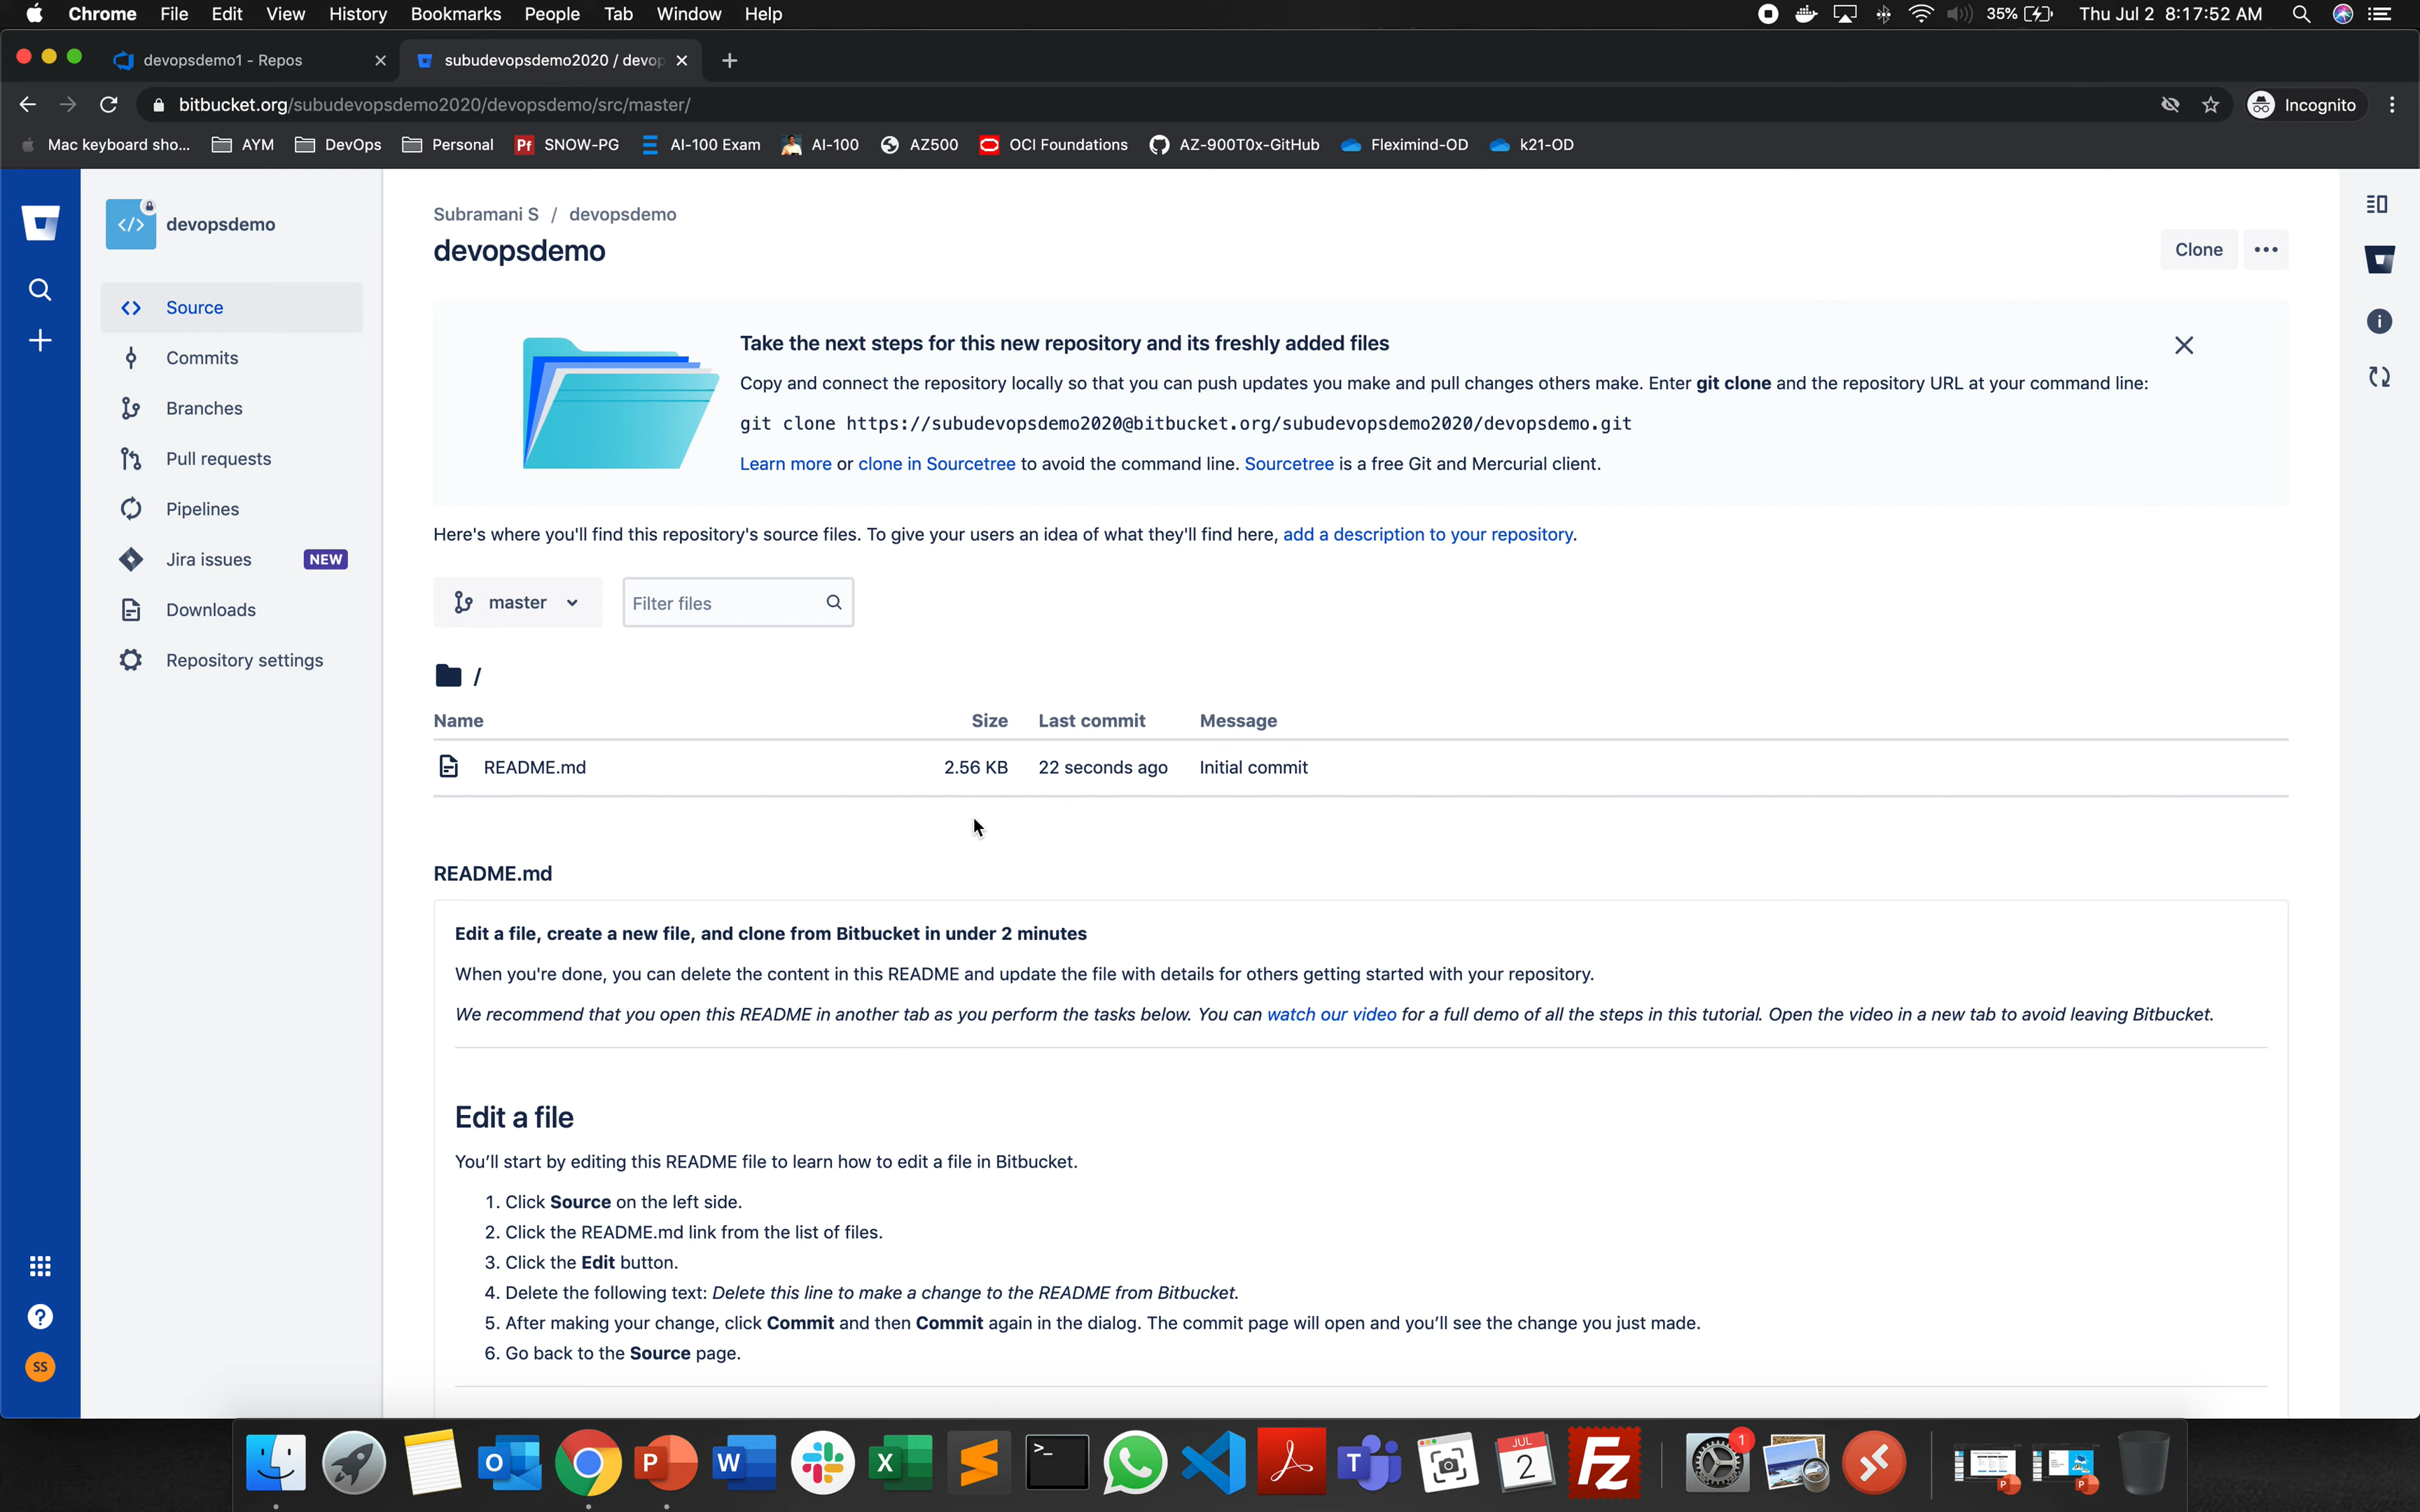 Chrome File Edit View History Bookmarks People Tab Window Help 35% Thu Jul 2 8:17:52 AM
devopsdemo1 - Repos subudevopsdemo2020 / devop
bitbucket.org/subudevopsdemo2020/devopsdemo/src/master/ Incognito
Mac keyboard sho... AYM DevOps Personal Pf SNOW-PG AI-100 Exam AI-100 AZ500 OCI Foundations AZ-900T0x-GitHub Fleximind-OD k21-OD
devopsdemo
Source
Commits
Branches
Pull requests
Pipelines
Jira issues NEW
Downloads
Repository settings
SS
Subramani S / devopsdemo
devopsdemo
Clone
Take the next steps for this new repository and its freshly added files
Copy and connect the repository locally so that you can push updates you make and pull changes others make. Enter git clone and the repository URL at your command line:
git clone https://subudevopsdemo2020@bitbucket.org/subudevopsdemo2020/devopsdemo.git
Learn more or clone in Sourcetree to avoid the command line. Sourcetree is a free Git and Mercurial client.
Here's where you'll find this repository's source files. To give your users an idea of what they'll find here, add a description to your repository.
master Filter files
/
Name Size Last commit Message
README.md 2.56 KB 22 seconds ago Initial commit
README.md
Edit a file, create a new file, and clone from Bitbucket in under 2 minutes
When you're done, you can delete the content in this README and update the file with details for others getting started with your repository.
We recommend that you open this README in another tab as you perform the tasks below. You can watch our video for a full demo of all the steps in this tutorial. Open the video in a new tab to avoid leaving Bitbucket.
Edit a file
You'll start by editing this README file to learn how to edit a file in Bitbucket.
1. Click Source on the left side.
2. Click the README.md link from the list of files.
3. Click the Edit button.
4. Delete the following text: Delete this line to make a change to the README from Bitbucket.
5. After making your change, click Commit and then Commit again in the dialog. The commit page will open and you'll see the change you just made.
6. Go back to the Source page.
JUL
2
1